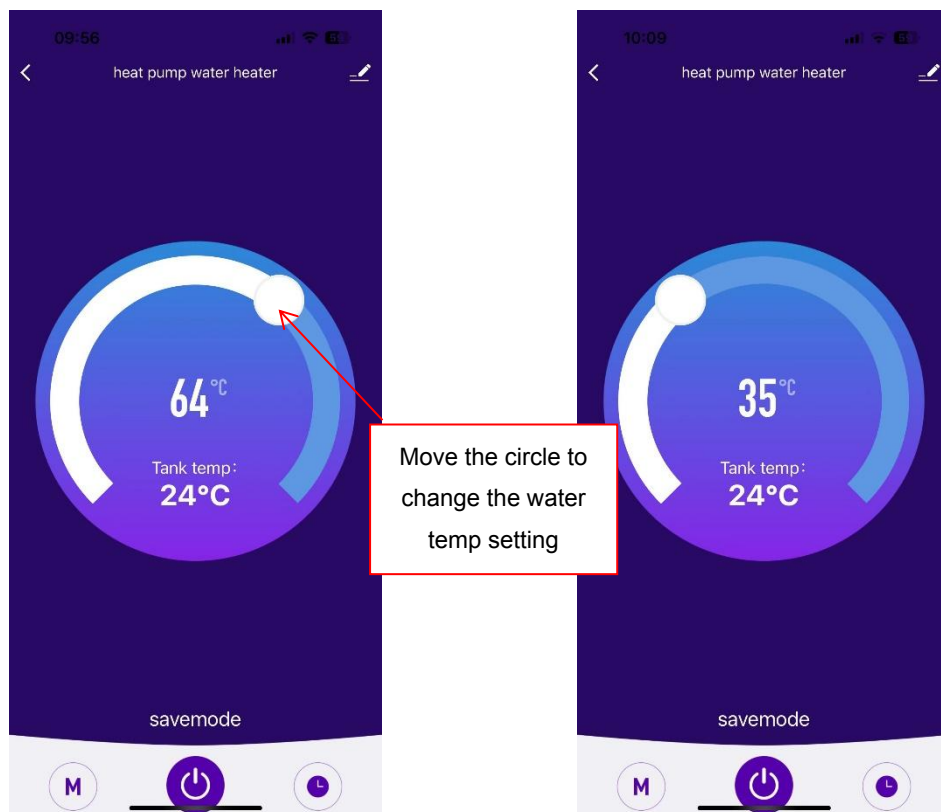 09:56
heat pump water heater
64°C
Tank temp:
24°C
savemode
M
Move the circle to
change the water
temp setting
10:09
heat pump water heater
35°C
Tank temp:
24°C
savemode
M